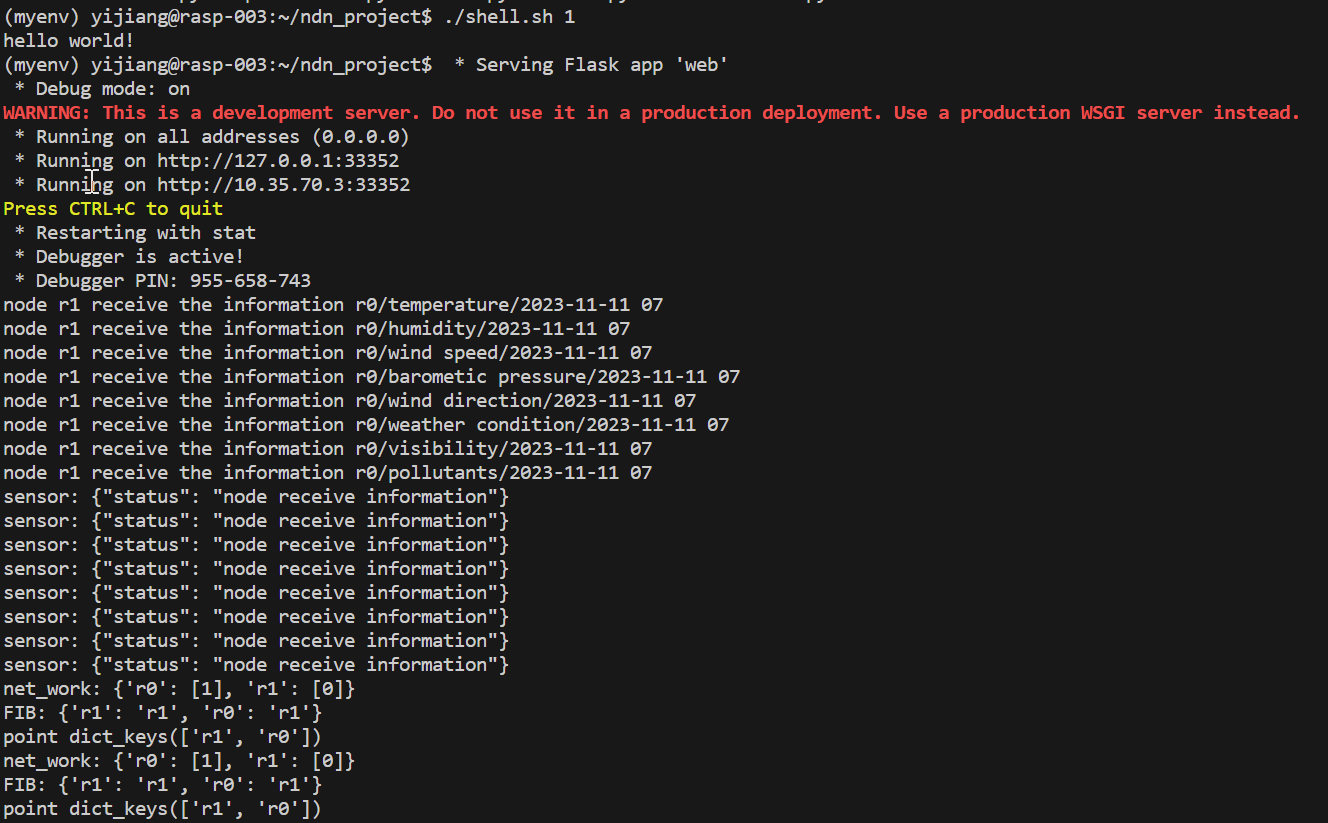 (myenv) yijiang@rasp-003:~/ndn_project$ ./shell.sh 1
hello world!
(myenv) yijiang@rasp-003:~/ndn_project$  * Serving Flask app 'web'
 * Debug mode: on
WARNING: This is a development server. Do not use it in a production deployment. Use a production WSGI server instead.
 * Running on all addresses (0.0.0.0)
 * Running on http://127.0.0.1:33352
 * Running on http://10.35.70.3:33352
Press CTRL+C to quit
 * Restarting with stat
 * Debugger is active!
 * Debugger PIN: 955-658-743
node r1 receive the information r0/temperature/2023-11-11 07
node r1 receive the information r0/humidity/2023-11-11 07
node r1 receive the information r0/wind speed/2023-11-11 07
node r1 receive the information r0/barometic pressure/2023-11-11 07
node r1 receive the information r0/wind direction/2023-11-11 07
node r1 receive the information r0/weather condition/2023-11-11 07
node r1 receive the information r0/visibility/2023-11-11 07
node r1 receive the information r0/pollutants/2023-11-11 07
sensor: {"status": "node receive information"}
sensor: {"status": "node receive information"}
sensor: {"status": "node receive information"}
sensor: {"status": "node receive information"}
sensor: {"status": "node receive information"}
sensor: {"status": "node receive information"}
sensor: {"status": "node receive information"}
sensor: {"status": "node receive information"}
net_work: {'r0': [1], 'r1': [0]}
FIB: {'r1': 'r1', 'r0': 'r1'}
point dict_keys(['r1', 'r0'])
net_work: {'r0': [1], 'r1': [0]}
FIB: {'r1': 'r1', 'r0': 'r1'}
point dict_keys(['r1', 'r0'])